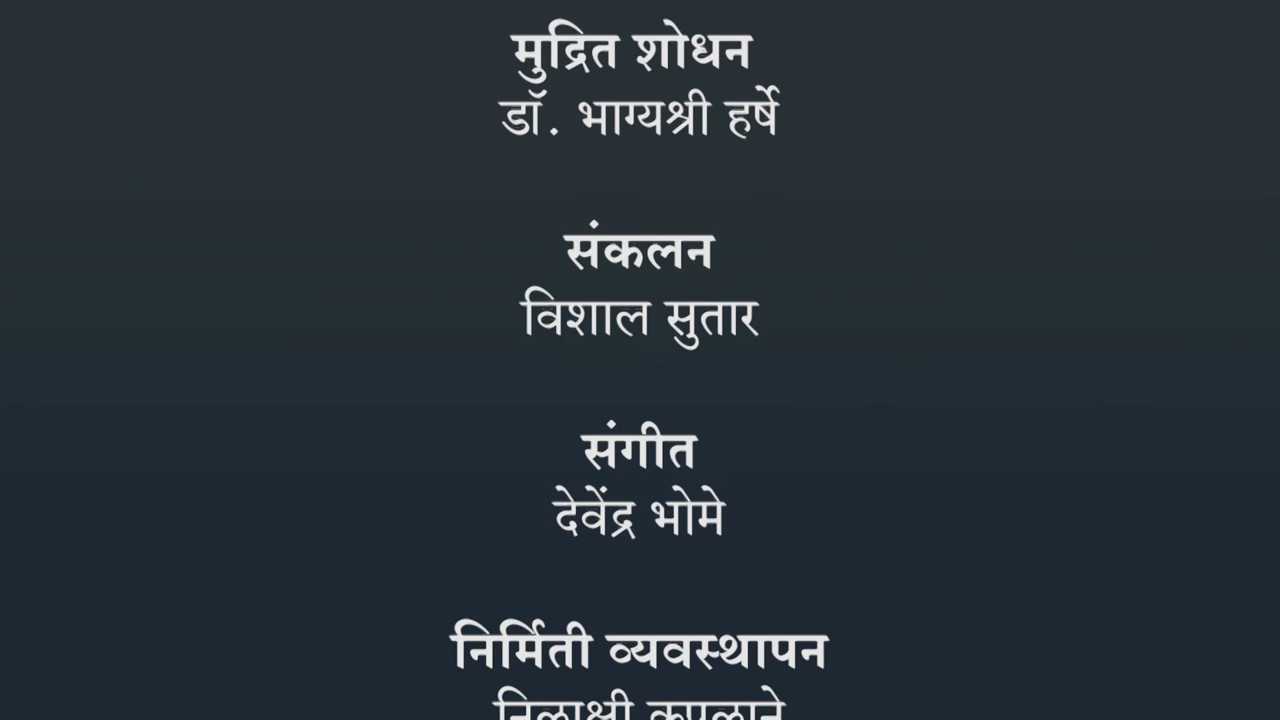 मुद्रित शोधन
डॉ. भाग्यश्री हर्षे
संकलन
विशाल सुतार
संगीत
देवेंद्र भोमे
निर्मिती व्यवस्थापन
निलाक्षी